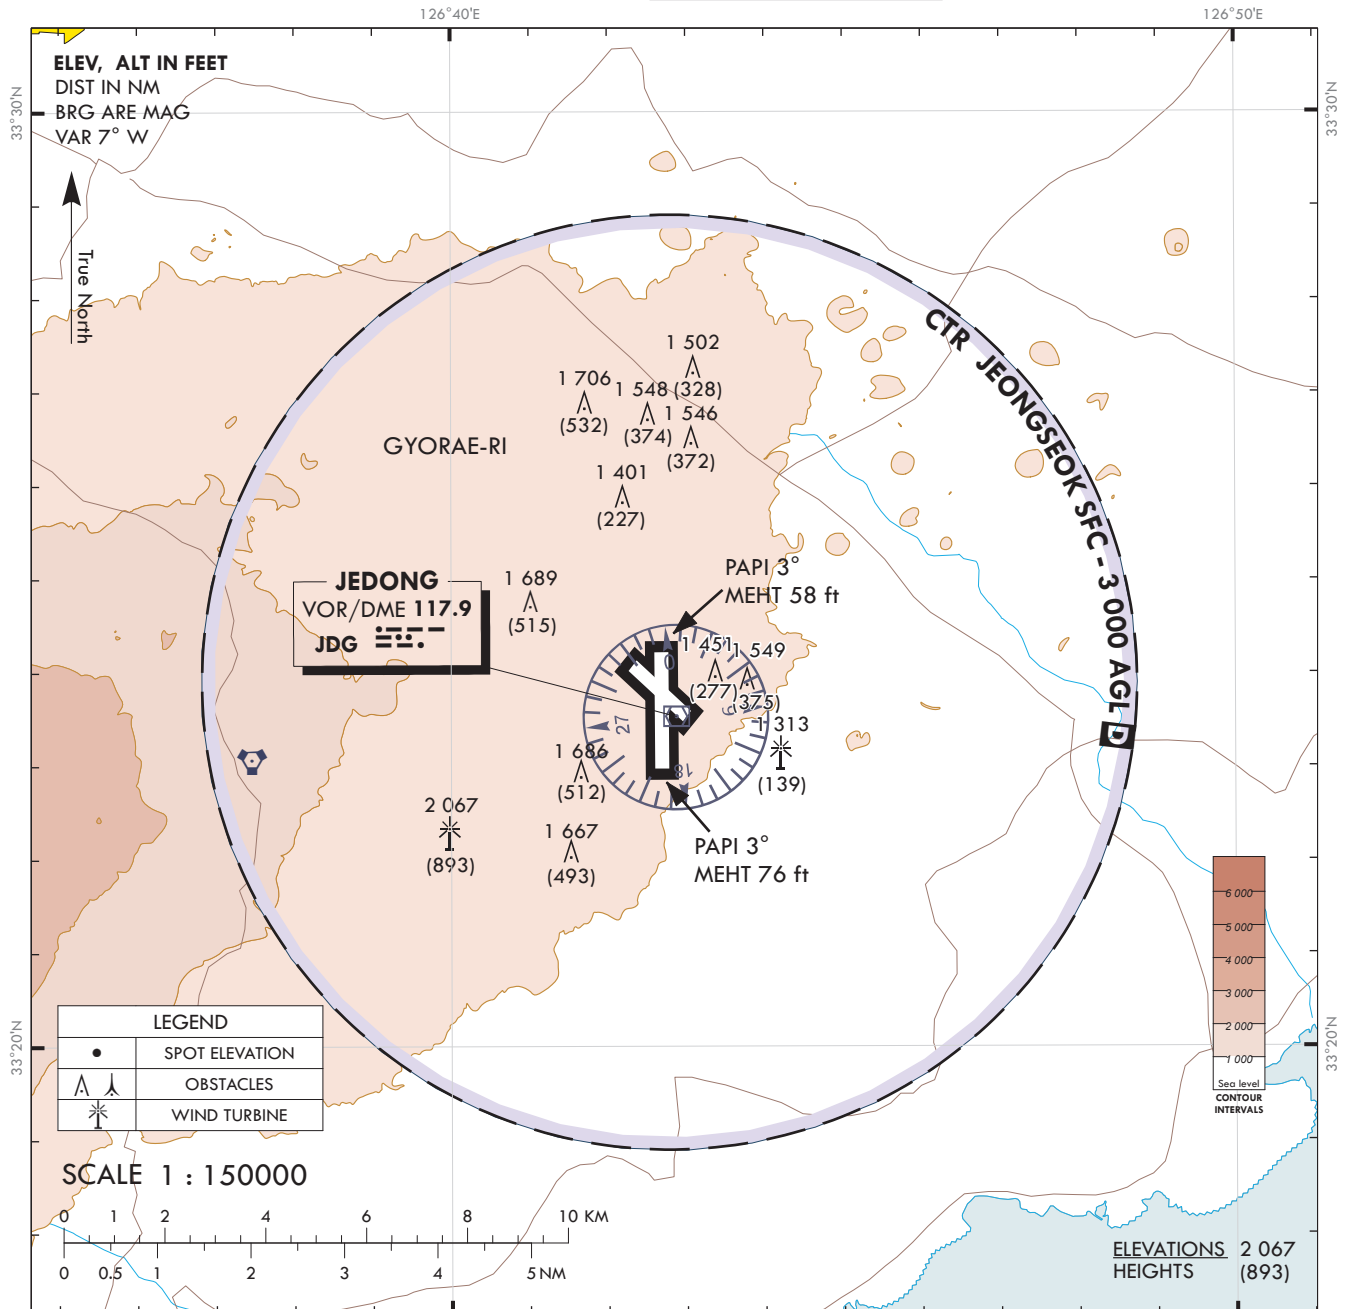 126°40'E
126°50'E
ELEV, ALT IN FEET
DIST IN NM
BRG ARE MAG
VAR 7° W
33°30'N
33°30'N
True North
CTR JEONGSEOK SFC - 3 000 AGL D
1 502
(328)
1 706
(532)
1 548
(374)
1 546
(372)
GYORAE-RI
1 401
(227)
PAPI 3°
MEHT 58 ft
JEDONG
VOR/DME 117.9
JDG
1 689
(515)
1 451
(277)
1 549
(375)
0
9
18
27
1 313
(139)
1 686
(512)
2 067
(893)
1 667
(493)
PAPI 3°
MEHT 76 ft
6 000
5 000
4 000
3 000
2 000
1 000
Sea level
CONTOUR
INTERVALS
33°20'N
33°20'N
LEGEND
SPOT ELEVATION
OBSTACLES
WIND TURBINE
SCALE 1 : 150000
0 1 2 4 6 8 10 KM
0 0.5 1 2 3 4 5 NM
ELEVATIONS 2 067
HEIGHTS (893)